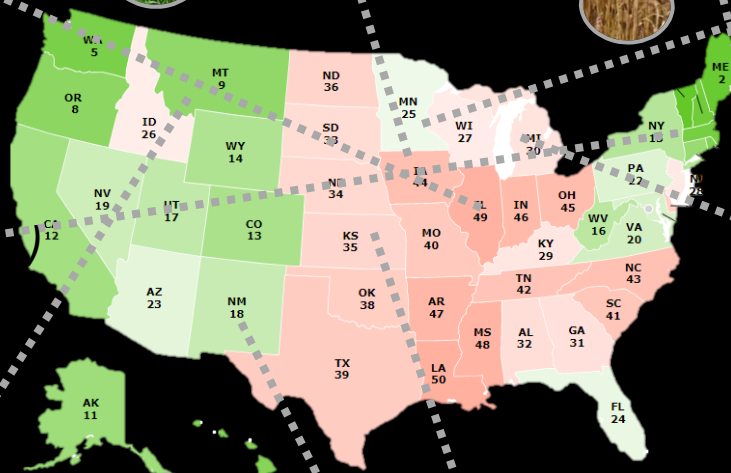 WA
5
OR
8
CA
12
ID
26
NV
19
MT
9
WY
14
UT
17
CO
13
AZ
23
NM
18
ND
36
SD
NE
34
KS
35
OK
38
TX
39
MN
25
IA
44
MO
40
AR
47
LA
50
WI
27
IL
49
MI
30
IN
46
OH
45
KY
29
TN
42
MS
48
AL
32
GA
31
FL
24
SC
41
NC
43
VA
20
WV
16
PA
22
NY
15
ME
2
28
AK
11